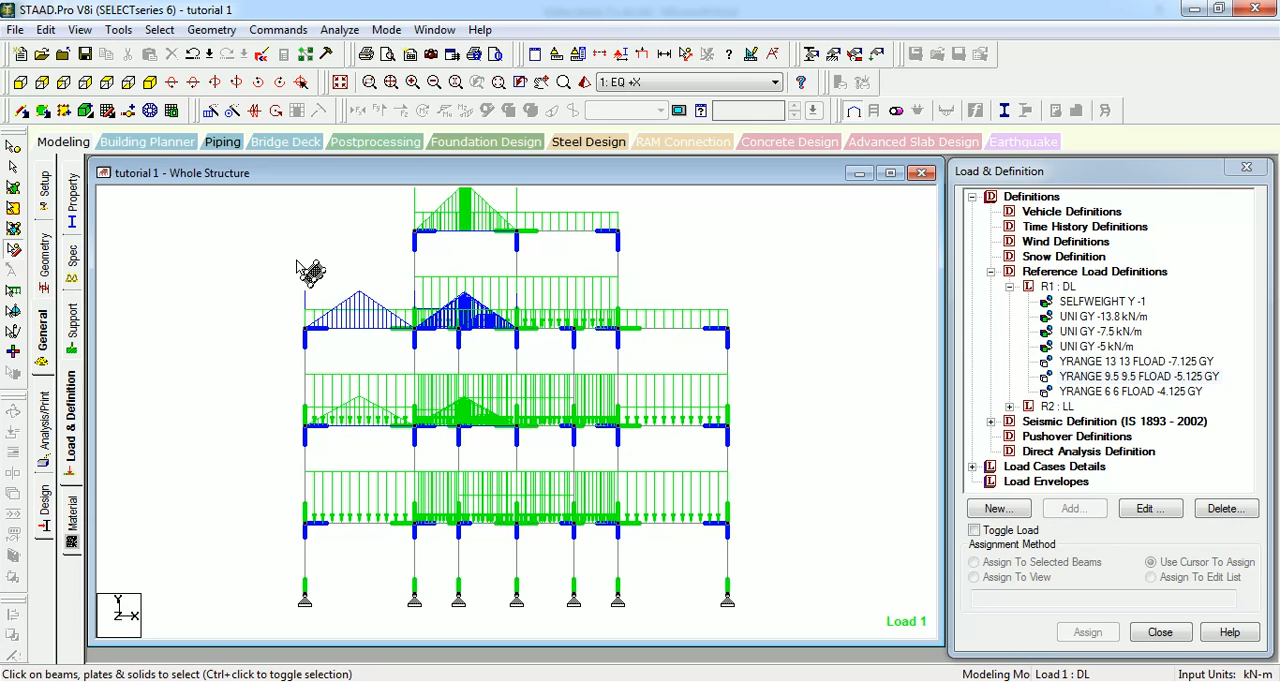 STAAD.Pro V8i (SELECTseries 6) - tutorial 1
File Edit View Tools Select Geometry Commands Analyze Mode Window Help
1: EQ +X
Modeling Building Planner Piping Bridge Deck Postprocessing Foundation Design Steel Design RAM Connection Concrete Design Advanced Slab Design Earthquake
tutorial 1 - Whole Structure
Setup
Geometry
General
Analysis/Print
Design
Property
Spec
Support
Load & Definition
Material
Y
Z X
Load 1
Load & Definition
Definitions
Vehicle Definitions
Time History Definitions
Wind Definitions
Snow Definition
Reference Load Definitions
R1 : DL
SELFWEIGHT Y -1
UNI GY -13.8 kN/m
UNI GY -7.5 kN/m
UNI GY -5 kN/m
YRANGE 13 13 FLOAD -7.125 GY
YRANGE 9.5 9.5 FLOAD -5.125 GY
YRANGE 6 6 FLOAD -4.125 GY
R2 : LL
Seismic Definition (IS 1893 - 2002)
Pushover Definitions
Direct Analysis Definition
Load Cases Details
Load Envelopes
New... Add... Edit ... Delete...
Toggle Load
Assignment Method
Assign To Selected Beams Use Cursor To Assign
Assign To View Assign To Edit List
Assign Close Help
Click on beams, plates & solids to select (Ctrl+click to toggle selection) Modeling Mo Load 1 : DL Input Units: kN-m